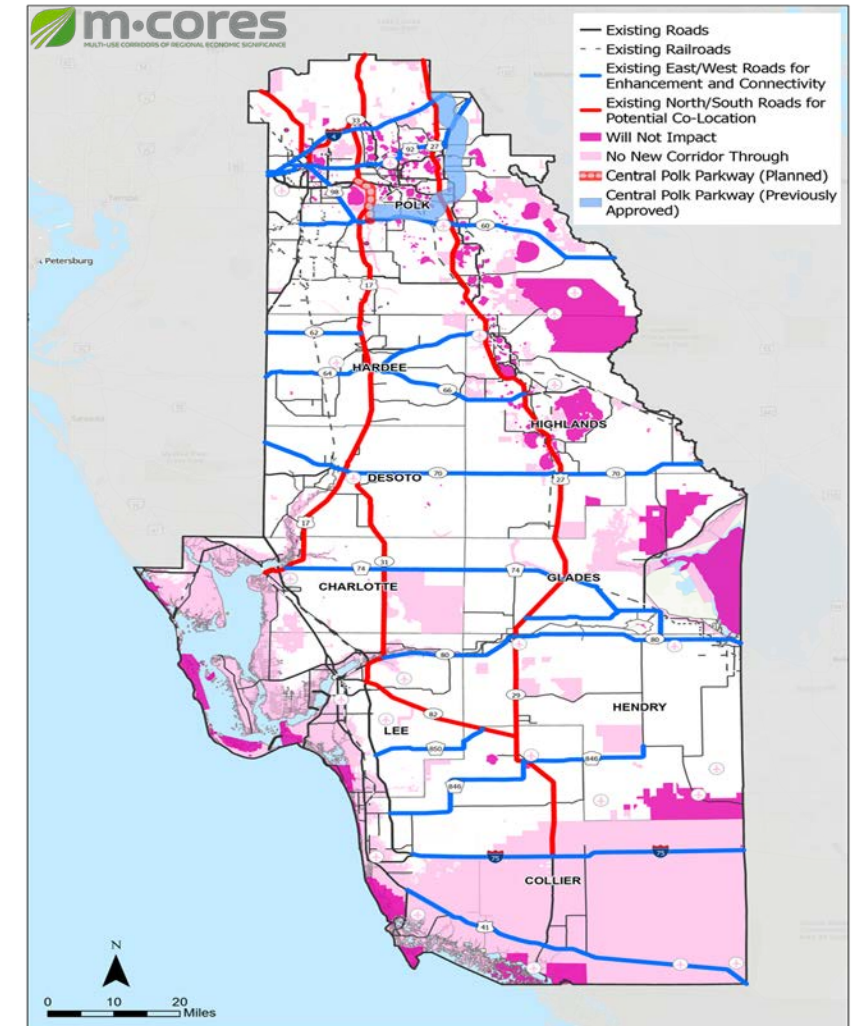 m·cores
MULTI-USE CORRIDORS OF REGIONAL ECONOMIC SIGNIFICANCE
Existing Roads
Existing Railroads
Existing East/West Roads for
Enhancement and Connectivity
Existing North/South Roads for
Potential Co-Location
Will Not Impact
No New Corridor Through
Central Polk Parkway (Planned)
Central Polk Parkway (Previously
Approved)
33
4
92
27
98
POLK
60
Petersburg
17
62
64
HARDEE
66
HIGHLANDS
70
DESOTO
27
70
17
74
31
74
CHARLOTTE
GLADES
80
80
29
HENDRY
82
LEE
850
846
846
75
75
COLLIER
41
N
0 10 20
Miles